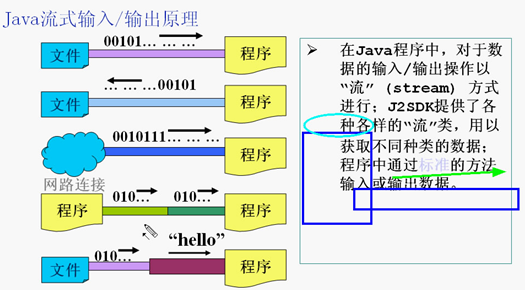 Java流式输入/输出原理
00101… … …
文件
程序
… … …00101
文件
程序
0010111… … …
程序
网路连接
010…
010…
程序
程序
“hello”
010…
文件
程序
在Java程序中，对于数
据的输入/输出操作以
“流” (stream) 方式
进行；J2SDK提供了各
种各样的“流”类，用以
获取不同种类的数据；
程序中通过标准的方法
输入或输出数据。